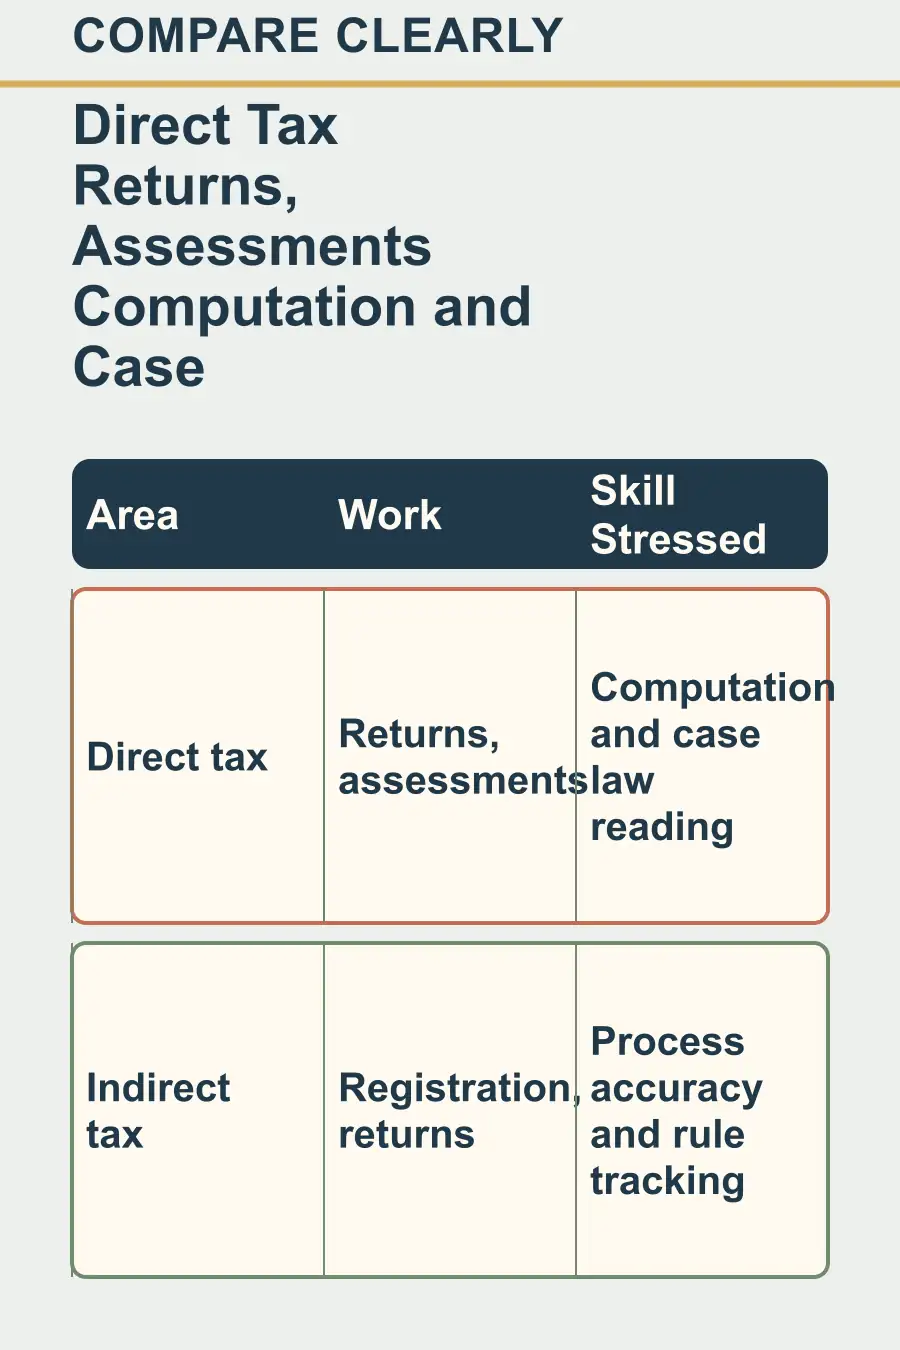 COMPARE CLEARLY
Direct Tax
Returns,
Assessments
Computation and
Case
Area
Work
Skill
Stressed
Direct tax
Returns,
assessments
Computation
and case
law
reading
Indirect
tax
Registration,
returns
Process
accuracy
and rule
tracking